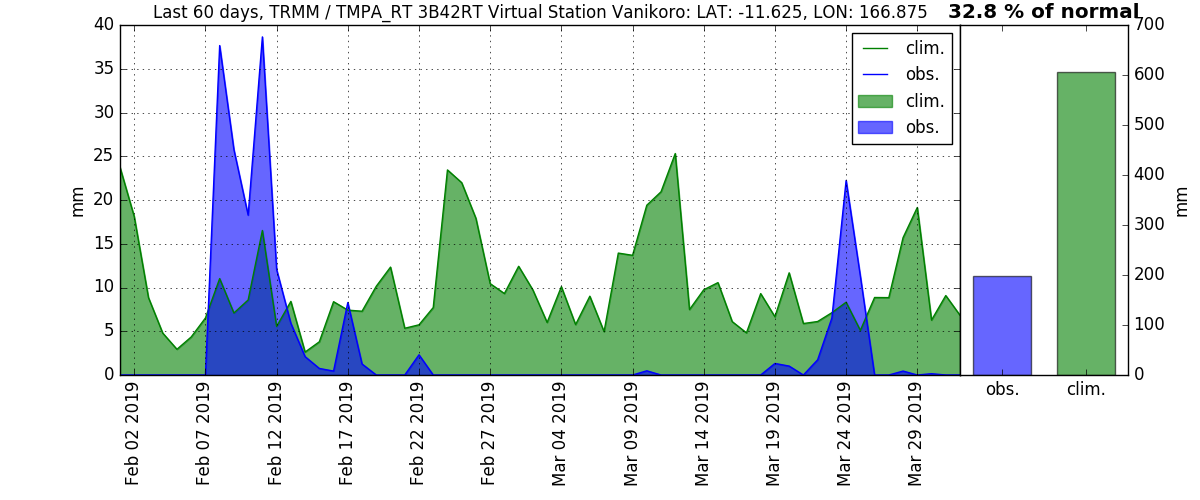 Last 60 days, TRMM / TMPA_RT 3B42RT Virtual Station Vanikoro: LAT: -11.625, LON: 166.875
32.8 % of normal
40
35
30
25
20
15
10
5
0
mm
clim.
obs.
clim.
obs.
Feb 02 2019
Feb 07 2019
Feb 12 2019
Feb 17 2019
Feb 22 2019
Feb 27 2019
Mar 04 2019
Mar 09 2019
Mar 14 2019
Mar 19 2019
Mar 24 2019
Mar 29 2019
700
600
500
400
300
200
100
0
mm
obs.
clim.